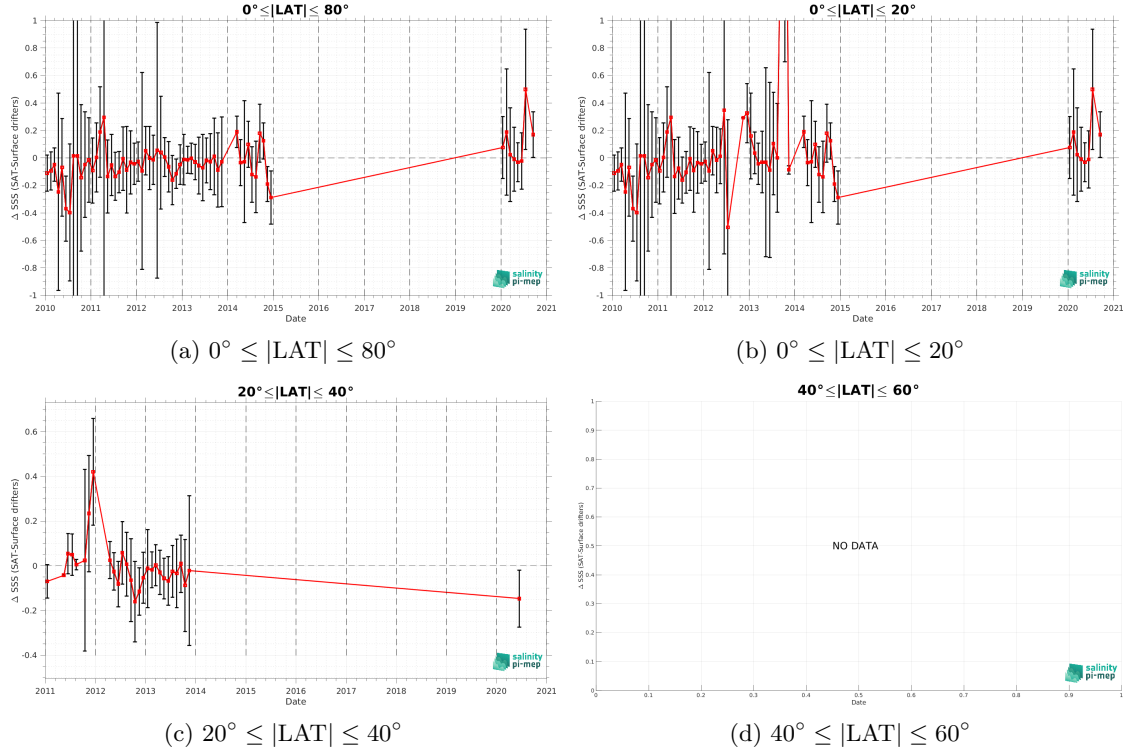 0°≤|LAT|≤ 80°
Δ SSS (SAT-Surface drifters)
1
0.8
0.6
0.4
0.2
0
-0.2
-0.4
-0.6
-0.8
-1
2010 2011 2012 2013 2014 2015 2016 2017 2018 2019 2020 2021
Date
salinity
pi-mep
(a) 0° ≤ |LAT| ≤ 80°
0°≤|LAT|≤ 20°
Δ SSS (SAT-Surface drifters)
1
0.8
0.6
0.4
0.2
0
-0.2
-0.4
-0.6
-0.8
-1
2010 2011 2012 2013 2014 2015 2016 2017 2018 2019 2020 2021
Date
salinity
pi-mep
(b) 0° ≤ |LAT| ≤ 20°
20°≤|LAT|≤ 40°
Δ SSS (SAT-Surface drifters)
0.6
0.4
0.2
0
-0.2
-0.4
2011 2012 2013 2014 2015 2016 2017 2018 2019 2020 2021
Date
salinity
pi-mep
(c) 20° ≤ |LAT| ≤ 40°
40°≤|LAT|≤ 60°
Δ SSS (SAT-Surface drifters)
1
0.9
0.8
0.7
0.6
0.5
0.4
0.3
0.2
0.1
0
NO DATA
0 0.1 0.2 0.3 0.4 0.5 0.6 0.7 0.8 0.9 1
Date
salinity
pi-mep
(d) 40° ≤ |LAT| ≤ 60°